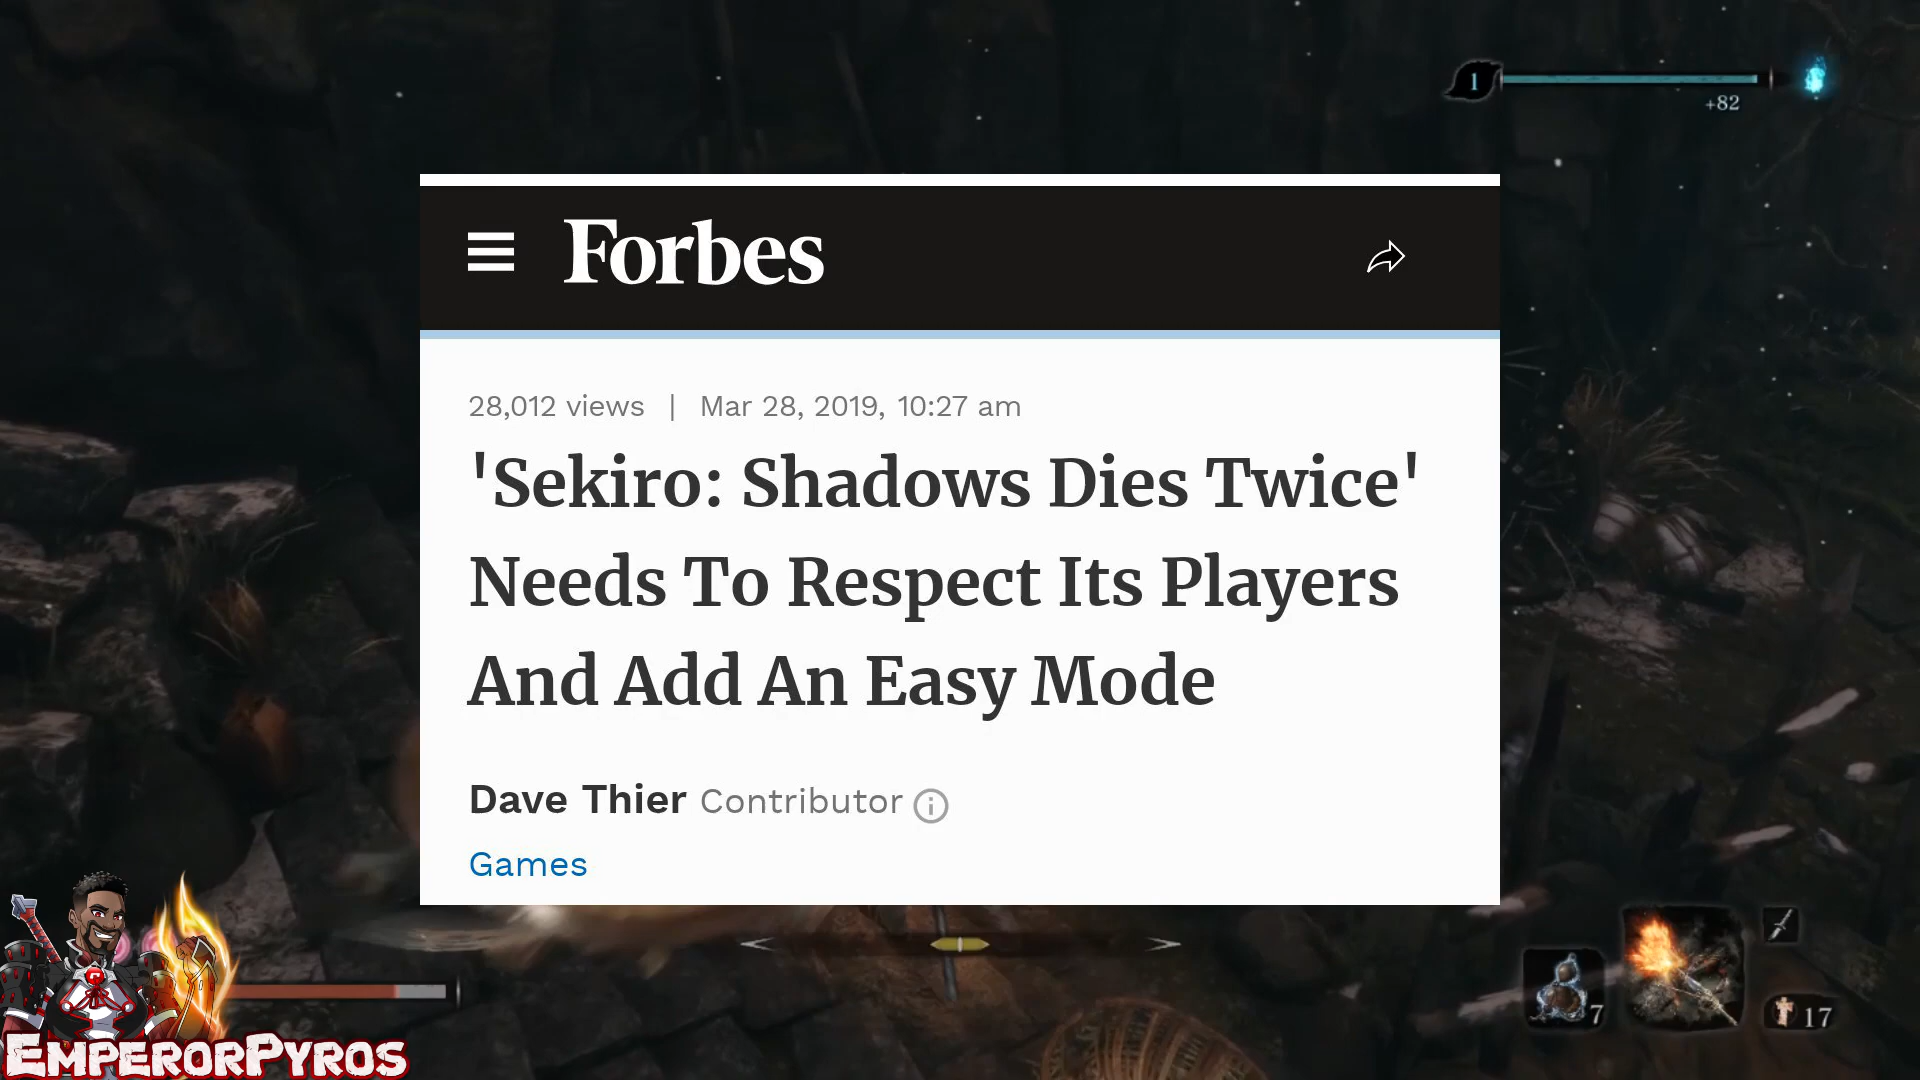 1
+82
Forbes
28,012 views | Mar 28, 2019, 10:27 am
'Sekiro: Shadows Dies Twice'
Needs To Respect Its Players
And Add An Easy Mode
Dave Thier Contributor
Games
7
17
EMPERORPYROS